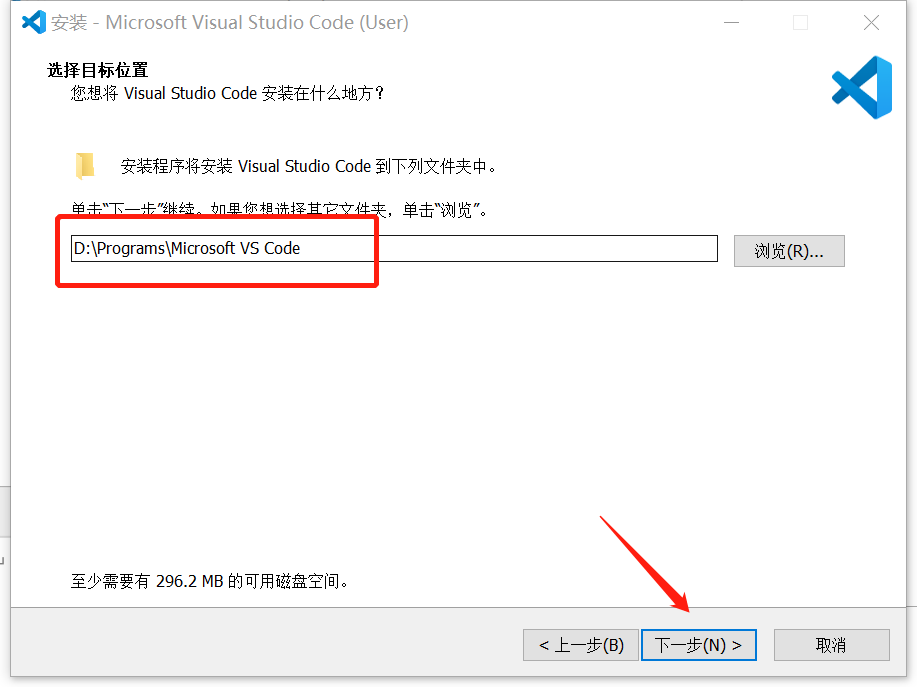 安装 - Microsoft Visual Studio Code (User)
选择目标位置
您想将 Visual Studio Code 安装在什么地方？
安装程序将安装 Visual Studio Code 到下列文件夹中。
单击“下一步”继续。如果您想选择其它文件夹，单击“浏览”。
D:\Programs\Microsoft VS Code
浏览(R)...
至少需要有 296.2 MB 的可用磁盘空间。
< 上一步(B)
下一步(N) >
取消